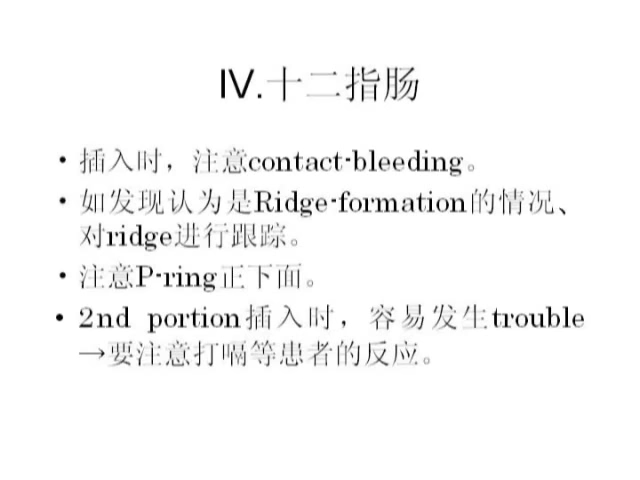 IV.十二指肠
• 插入时，注意contact-bleeding。
• 如发现认为是Ridge-formation的情况、
对ridge进行跟踪。
• 注意P-ring正下面。
• 2nd portion插入时，容易发生trouble
→要注意打嗝等患者的反应。